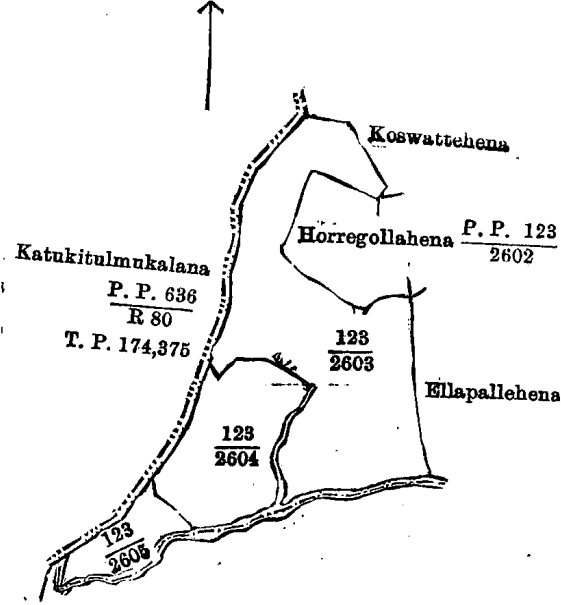 Koswattehena
Horregollahena P. P. 123
2602
Katukitulmukalana
P. P. 636
R 80
T. P. 174,375
123
2603
Ellapallehena
123
2604
123
2605